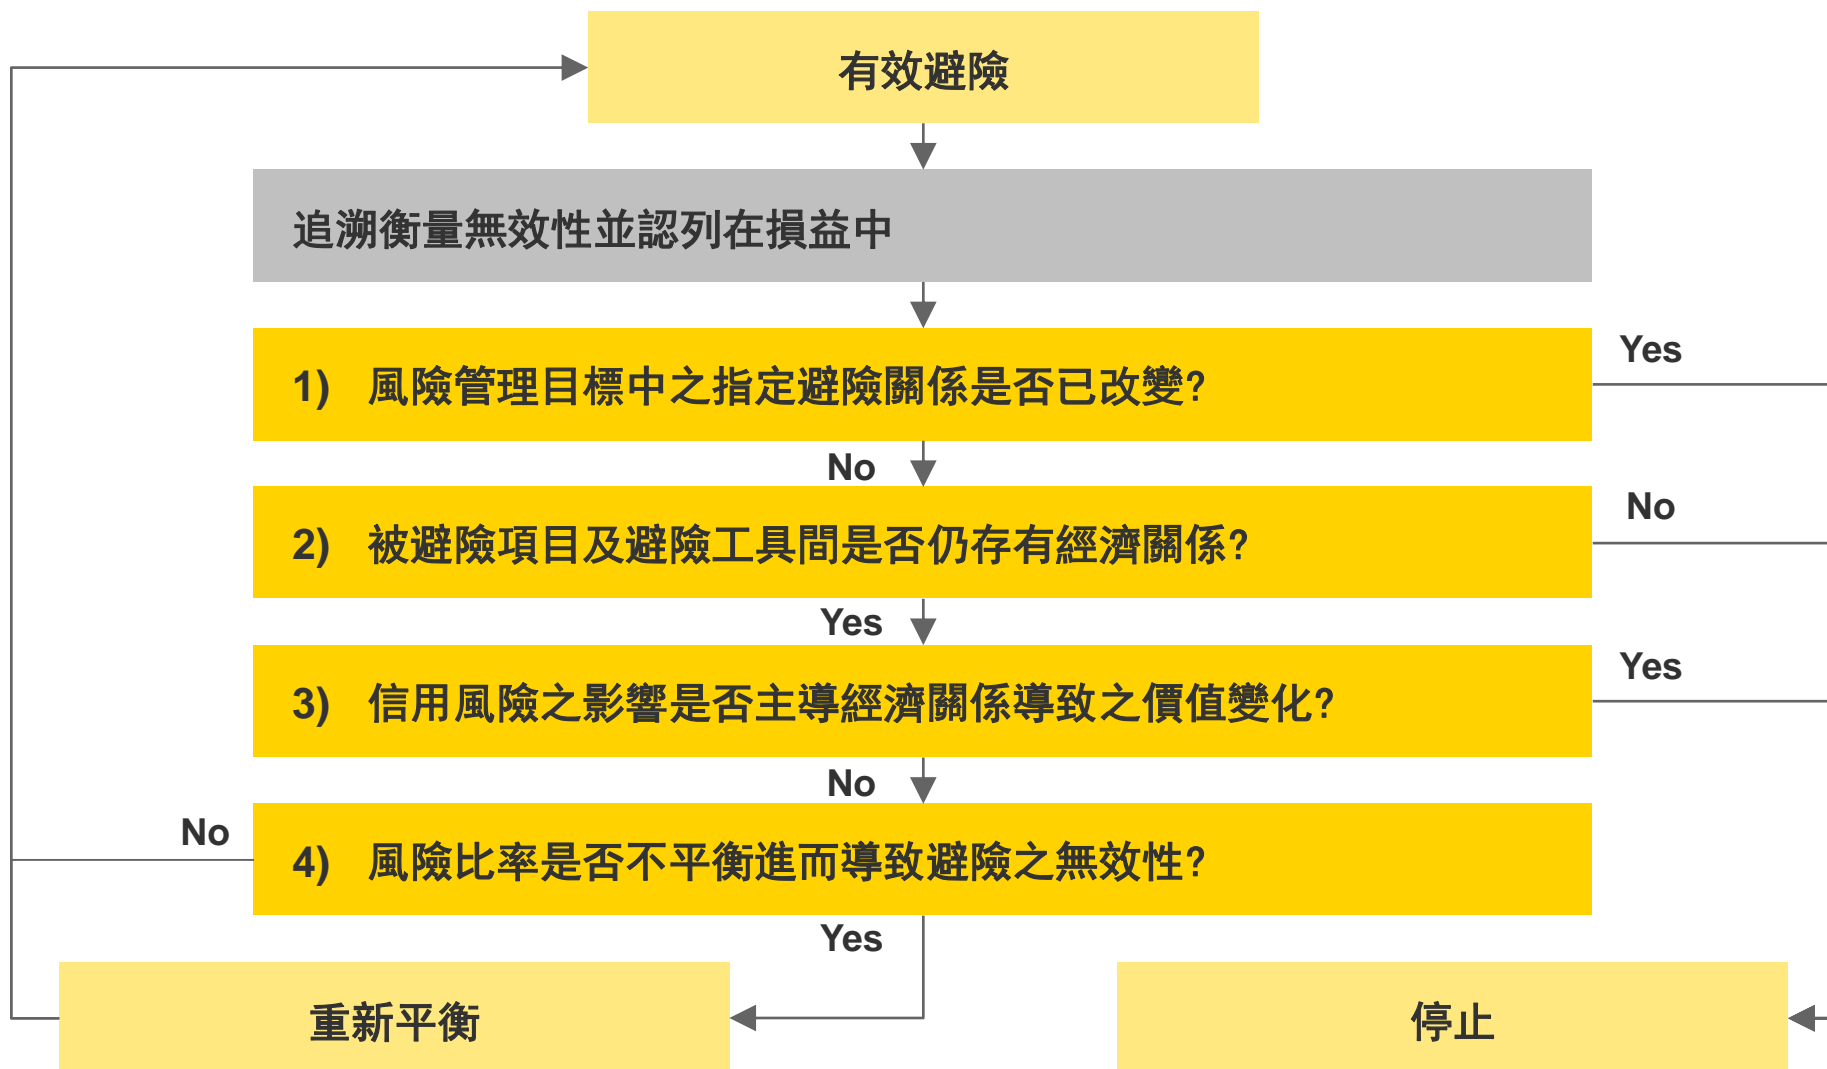 有效避險
追溯衡量無效性並認列在損益中
Yes
1) 風險管理目標中之指定避險關係是否已改變?
No
No
2) 被避險項目及避險工具間是否仍存有經濟關係?
Yes
Yes
3) 信用風險之影響是否主導經濟關係導致之價值變化?
No
No
4) 風險比率是否不平衡進而導致避險之無效性?
Yes
重新平衡
停止